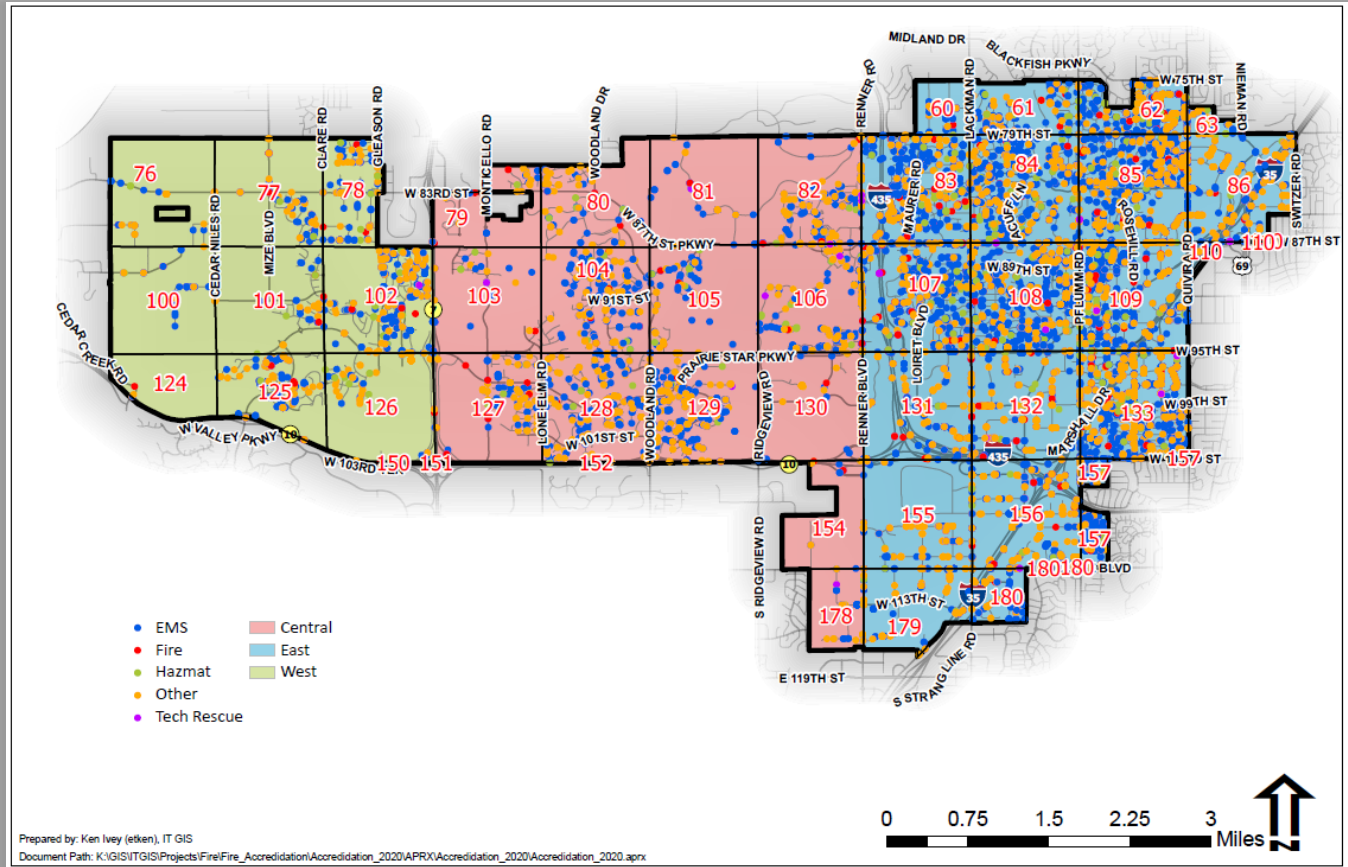 MIDLAND DR
BLACKFISH PKWY
W 75TH ST
NIEMAN RD
RENNER RD
LACKMAN RD
60
61
62
63
W 79TH ST
CLARE RD
GLEASON RD
MONTICELLO RD
WOODLAND DR
76
77
78
W 83RD ST
79
80
81
82
435
MAURER RD
83
84
85
86
35
SWITZER RD
CEDAR NILES RD
MIZE BLVD
W 87TH ST PKWY
ACUFF LN
ROSEHILL RD
QUIVIRA RD
110
110
W 87TH ST
69
100
101
102
7
103
104
W 91ST ST
105
106
107
LOIRET BLVD
W 89TH ST
108
PFLUMM RD
109
CEDAR CREEK RD
PRAIRIE STAR PKWY
W 95TH ST
124
125
126
127
LONE ELM RD
128
WOODLAND RD
129
RIDGEVIEW RD
130
RENNER BLVD
131
132
MARSHALL DR
133
W 99TH ST
W VALLEY PKWY
10
W 103RD
150
151
W 101ST ST
152
10
435
157
157
S RIDGEVIEW RD
154
155
156
157
180
180
BLVD
178
W 113TH ST
179
35
180
E 119TH ST
S STRANG LINE RD
EMS
Central
Fire
East
Hazmat
West
Other
Tech Rescue
0 0.75 1.5 2.25 3
Miles
N
Prepared by: Ken Ivey (etken), IT GIS
Document Path: K:\GIS\ITGIS\Projects\Fire\Fire_Accredidation\Accredidation_2020\APRX\Accredidation_2020\Accredidation_2020.aprx